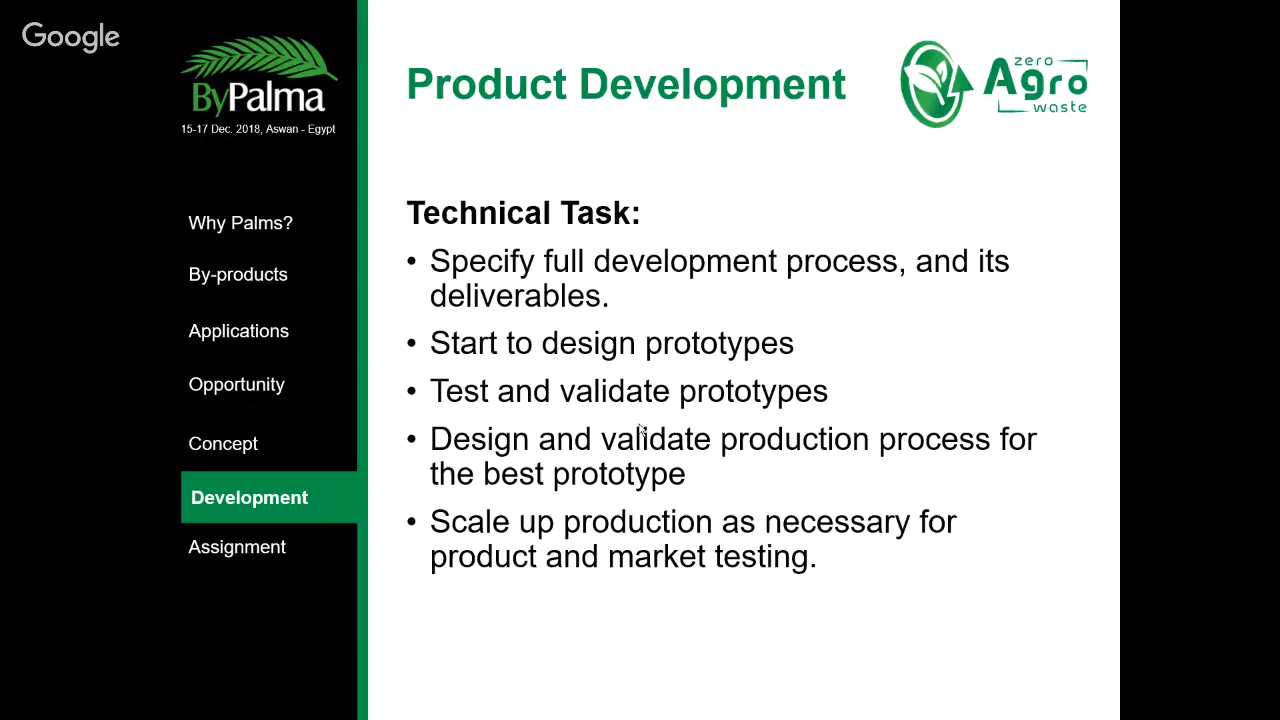 Google
ByPalma
15-17 Dec. 2018, Aswan - Egypt
Why Palms?
By-products
Applications
Opportunity
Concept
Development
Assignment
Product Development
zero
Agro
waste
Technical Task:
• Specify full development process, and its
deliverables.
• Start to design prototypes
• Test and validate prototypes
• Design and validate production process for
the best prototype
• Scale up production as necessary for
product and market testing.